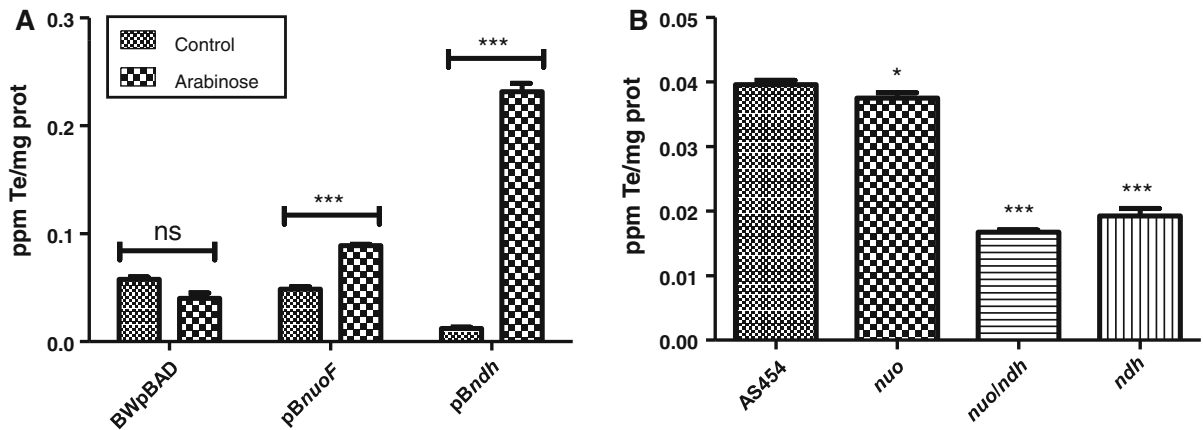 A
ppm Te/mg prot
0.3
0.2
0.1
0.0
Control
Arabinose
ns
***
***
BWpBAD
pBnuoF
pBndh
B
ppm Te/mg prot
0.05
0.04
0.03
0.02
0.01
0.00
*
***
***
AS454
nuo
nuo/ndh
ndh